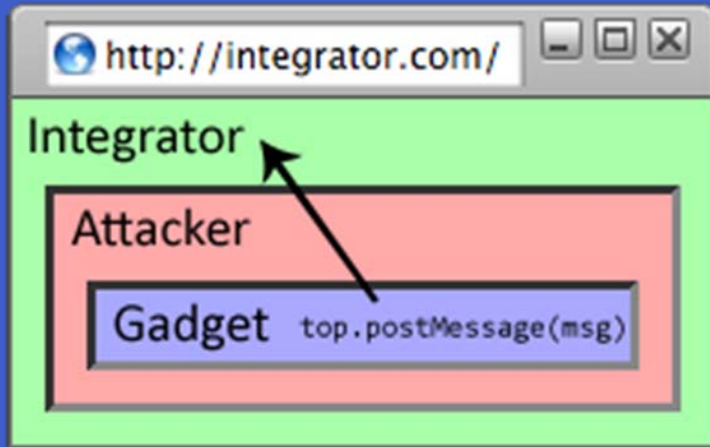 http://integrator.com/
Integrator
Attacker
Gadget top.postMessage(msg)